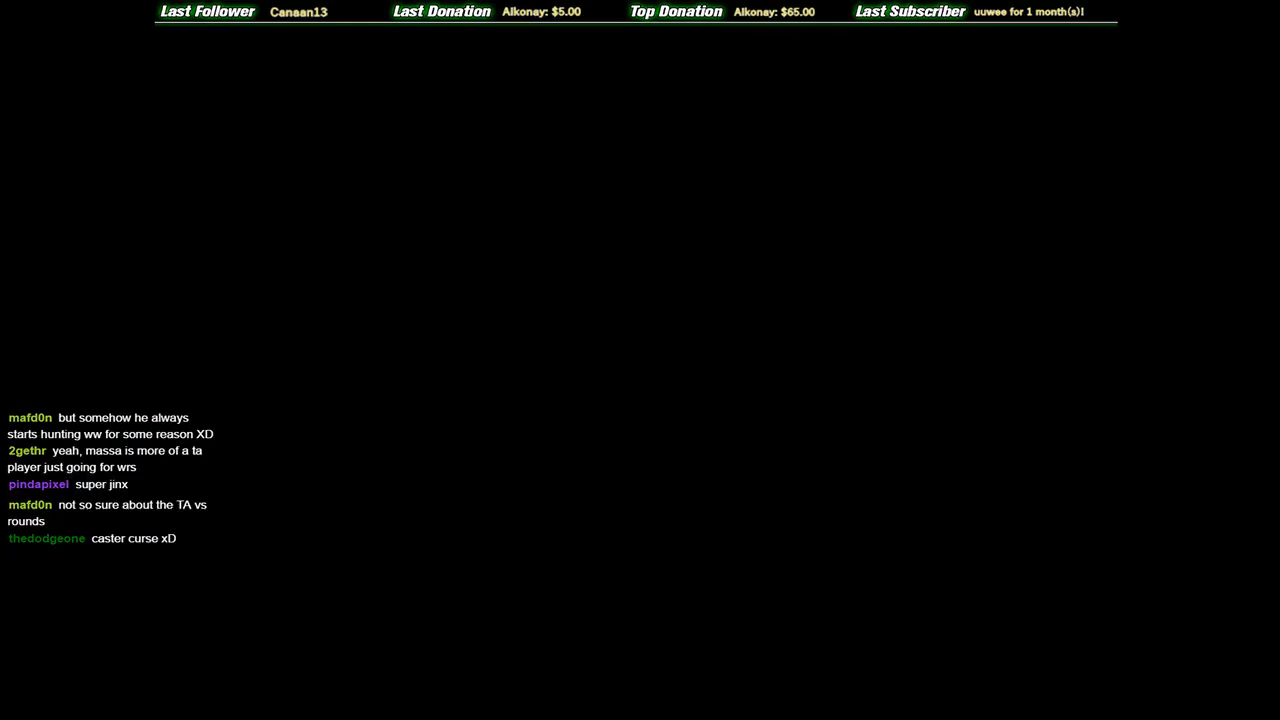 Last Follower Canaan13 Last Donation Alkonay: $5.00 Top Donation Alkonay: $65.00 Last Subscriber uuwee for 1 month(s)!
mafd0n but somehow he always
starts hunting ww for some reason XD
2gethr yeah, massa is more of a ta
player just going for wrs
pindapixel super jinx
mafd0n not so sure about the TA vs
rounds
thedodgeone caster curse xD